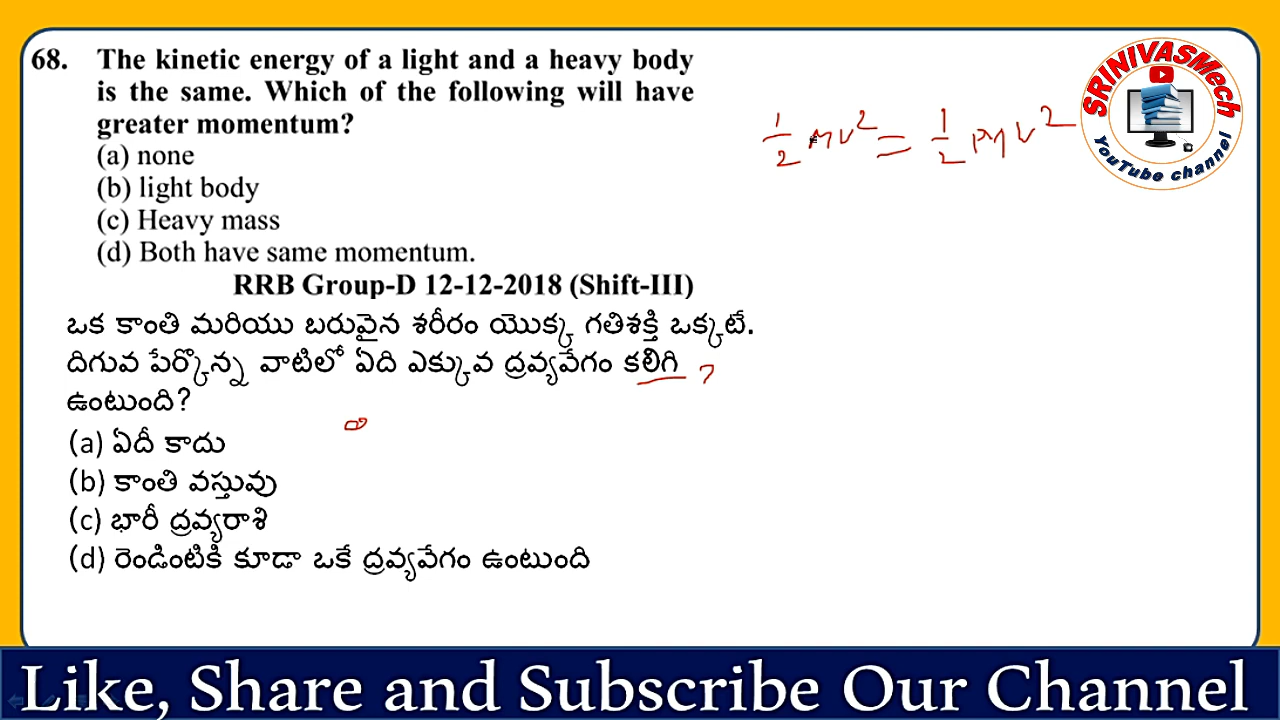 68. The kinetic energy of a light and a heavy body
is the same. Which of the following will have
greater momentum?
(a) none
(b) light body
(c) Heavy mass
(d) Both have same momentum.
RRB Group-D 12-12-2018 (Shift-III)
ఒక కాంతి మరియు బరువైన శరీరం యొక్క గతిశక్తి ఒక్కటే.
దిగువ పేర్కొన్న వాటిలో ఏది ఎక్కువ ద్రవ్యవేగం కలిగి ?
ఉంటుంది?
(a) ఏదీ కాదు
(b) కాంతి వస్తువు
(c) భారీ ద్రవ్యరాశి
(d) రెండింటికి కూడా ఒకే ద్రవ్యవేగం ఉంటుంది
1/2 mv² = 1/2 mv²
SRINIVASMech
YouTube channel
Like, Share and Subscribe Our Channel